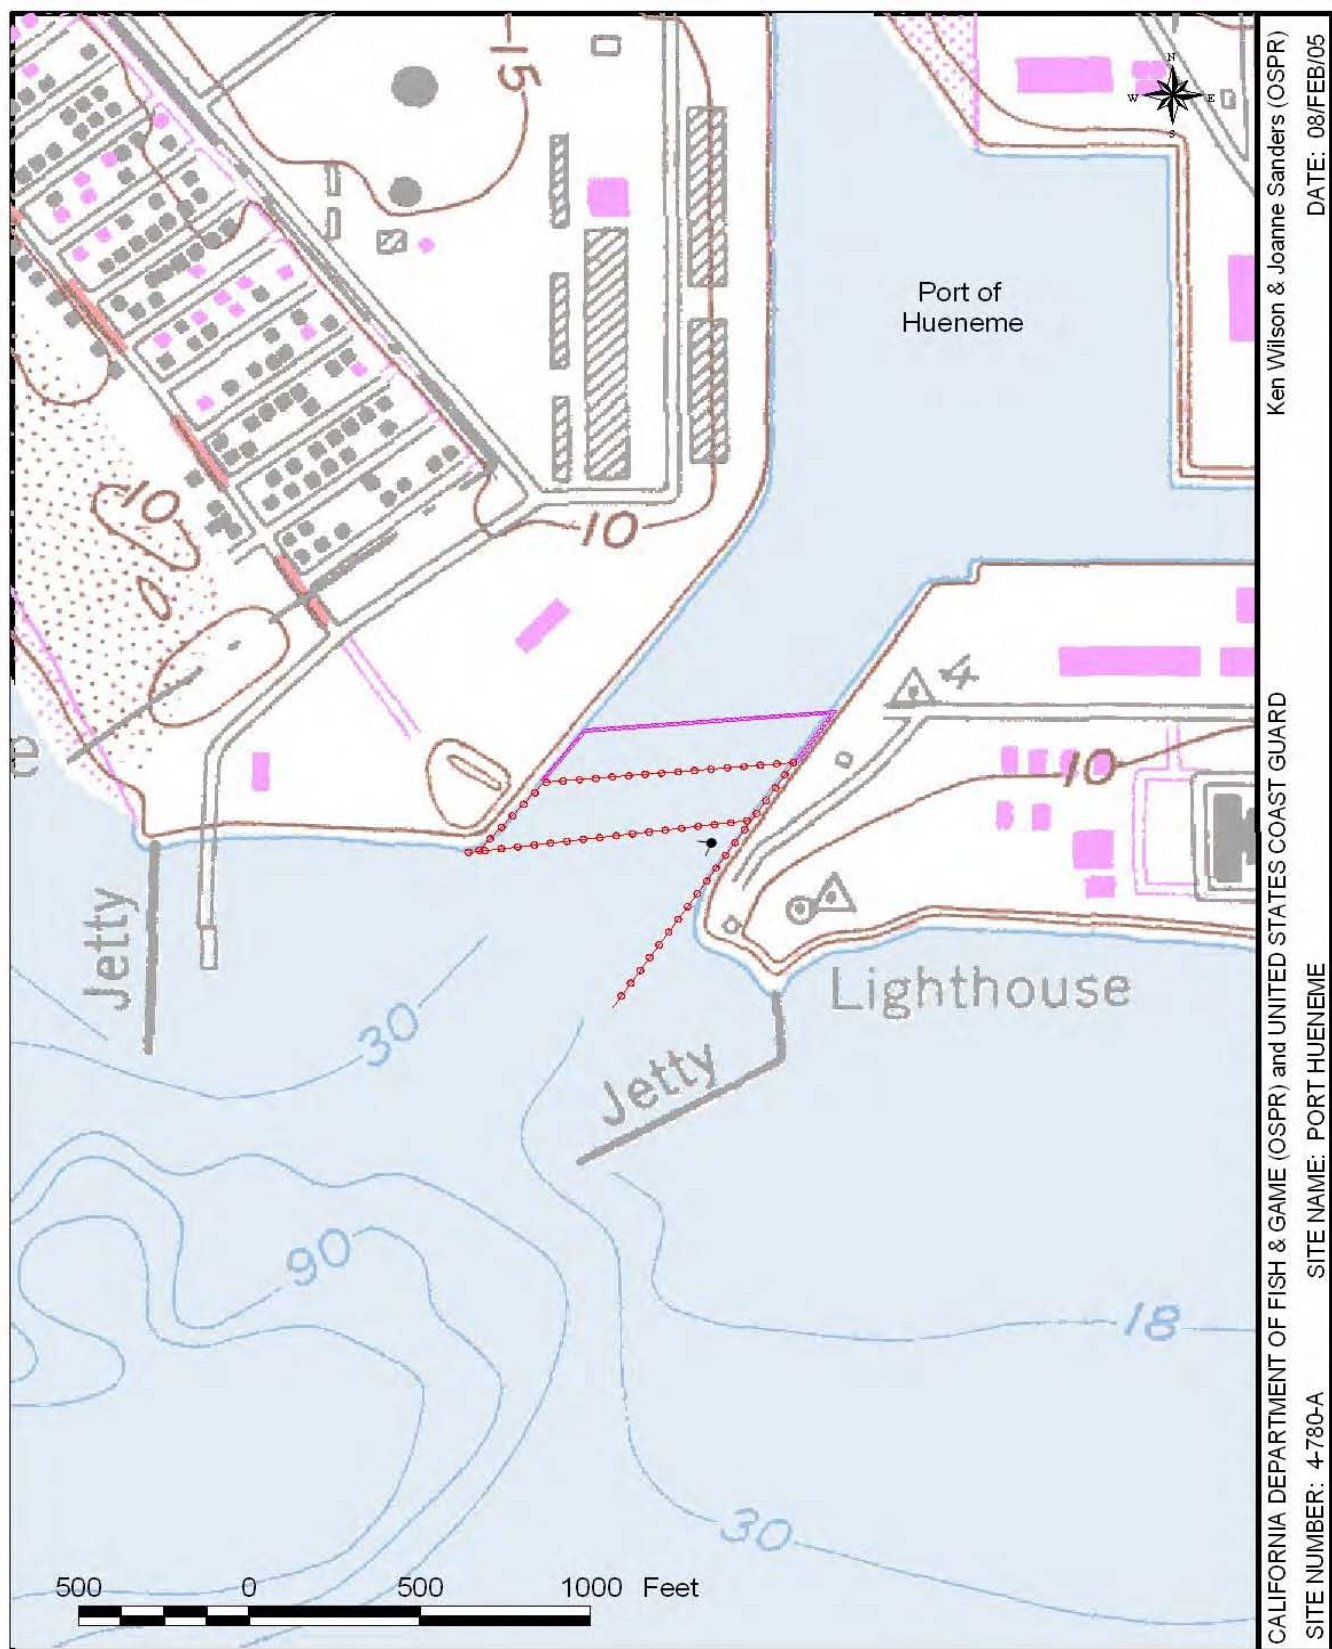 15
N
W
E
S
Port of
Hueneme
10
10
4
10
Jetty
Lighthouse
30
Jetty
90
18
30
500 0 500 1000 Feet
CALIFORNIA DEPARTMENT OF FISH & GAME (OSPR) and UNITED STATES COAST GUARD Ken Wilson & Joanne Sanders (OSPR)
SITE NUMBER: 4-780-A SITE NAME: PORT HUENEME DATE: 08/FEB/05